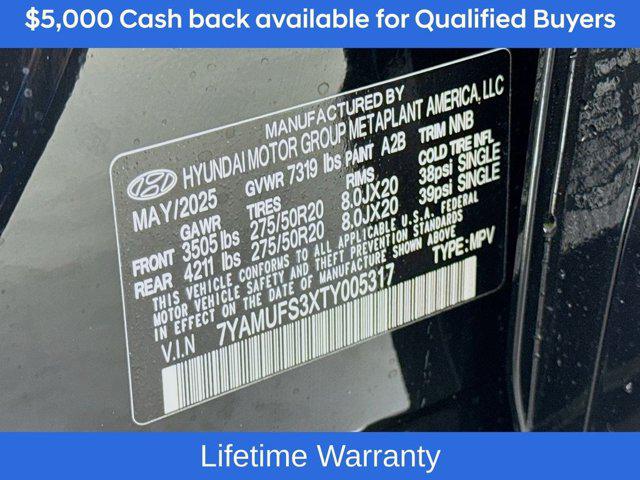 $5,000 Cash back available for Qualified Buyers
MANUFACTURED BY
HYUNDAI MOTOR GROUP METAPLANT AMERICA, LLC
MAY/2025 GVWR 7319 lbs PAINT A2B TRIM NNB
GAWR TIRES RIMS COLD TIRE INFL
FRONT 3505 lbs 275/50R20 8.0JX20 38psi SINGLE
REAR 4211 lbs 275/50R20 8.0JX20 39psi SINGLE
THIS VEHICLE CONFORMS TO ALL APPLICABLE U.S.A. FEDERAL
MOTOR VEHICLE SAFETY AND THEFT PREVENTION STANDARDS
IN EFFECT ON THE DATE OF MANUFACTURE SHOWN ABOVE
V.I.N 7YAMUFS3XTY005317 TYPE:MPV
Lifetime Warranty